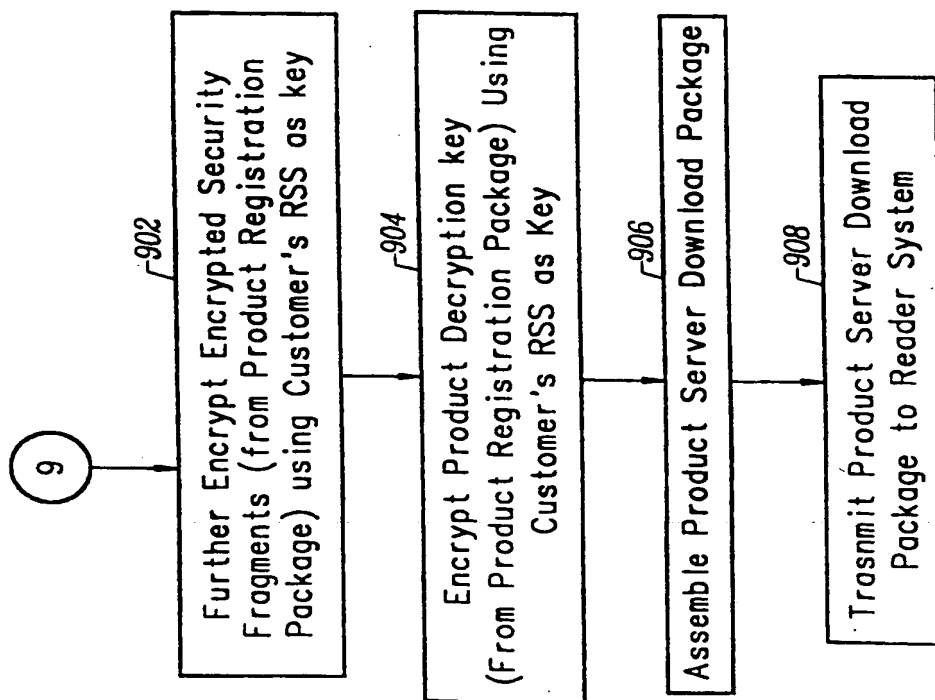 9
902
Further Encrypt Encrypted Security
Fragments (from Product Registration
Package) using Customer's RSS as key
904
Encrypt Product Decryption key
(From Product Registration Package) Using
Customer's RSS as Key
906
Assemble Product Server Download Package
908
Trasnmit Product Server Download
Package to Reader System